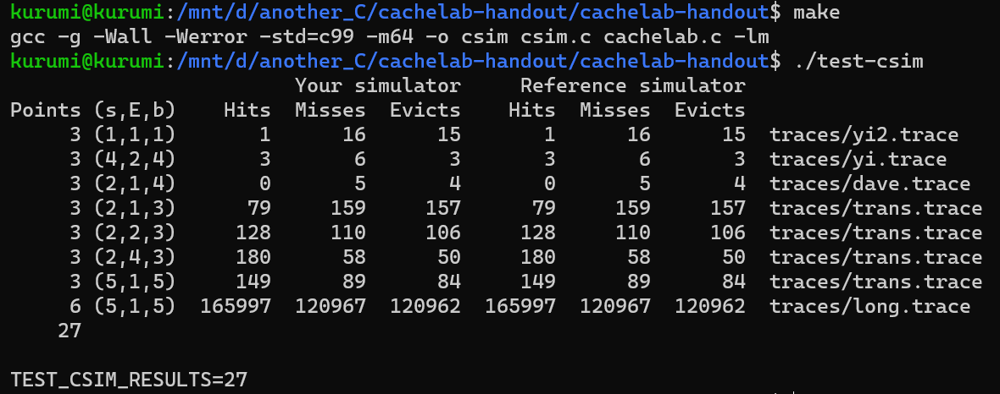 kurumi@kurumi:/mnt/d/another_C/cachelab-handout/cachelab-handout$ make
gcc -g -Wall -Werror -std=c99 -m64 -o csim csim.c cachelab.c -lm
kurumi@kurumi:/mnt/d/another_C/cachelab-handout/cachelab-handout$ ./test-csim
                        Your simulator     Reference simulator
Points (s,E,b)    Hits  Misses  Evicts    Hits  Misses  Evicts
     3 (1,1,1)       1      16      15       1      16      15  traces/yi2.trace
     3 (4,2,4)       3       6       3       3       6       3  traces/yi.trace
     3 (2,1,4)       0       5       4       0       5       4  traces/dave.trace
     3 (2,1,3)      79     159     157      79     159     157  traces/trans.trace
     3 (2,2,3)     128     110     106     128     110     106  traces/trans.trace
     3 (2,4,3)     180      58      50     180      58      50  traces/trans.trace
     3 (5,1,5)     149      89      84     149      89      84  traces/trans.trace
     6 (5,1,5)  165997  120967  120962  165997  120967  120962  traces/long.trace
    27
TEST_CSIM_RESULTS=27